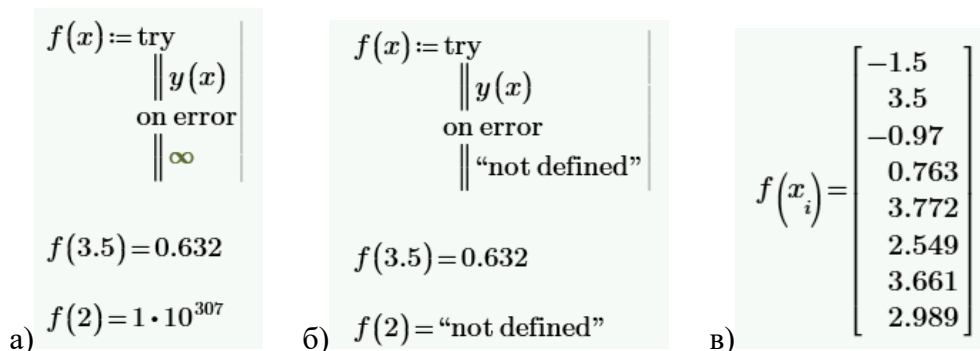 f(x):=try
y(x)
on error
∞
f(3.5)=0.632
f(2)=1·10^307
а)
f(x):=try
y(x)
on error
“not defined”
f(3.5)=0.632
f(2)=“not defined”
б)
f(x_i)=
-1.5
3.5
-0.97
0.763
3.772
2.549
3.661
2.989
в)